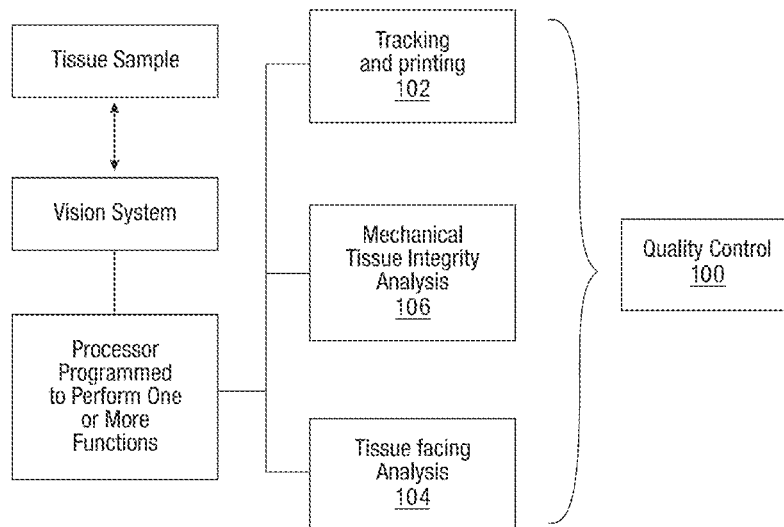 Tissue Sample
Vision System
Processor
Programmed
to Perform One
or More
Functions
Tracking
and printing
102
Mechanical
Tissue Integrity
Analysis
106
Tissue facing
Analysis
104
Quality Control
100